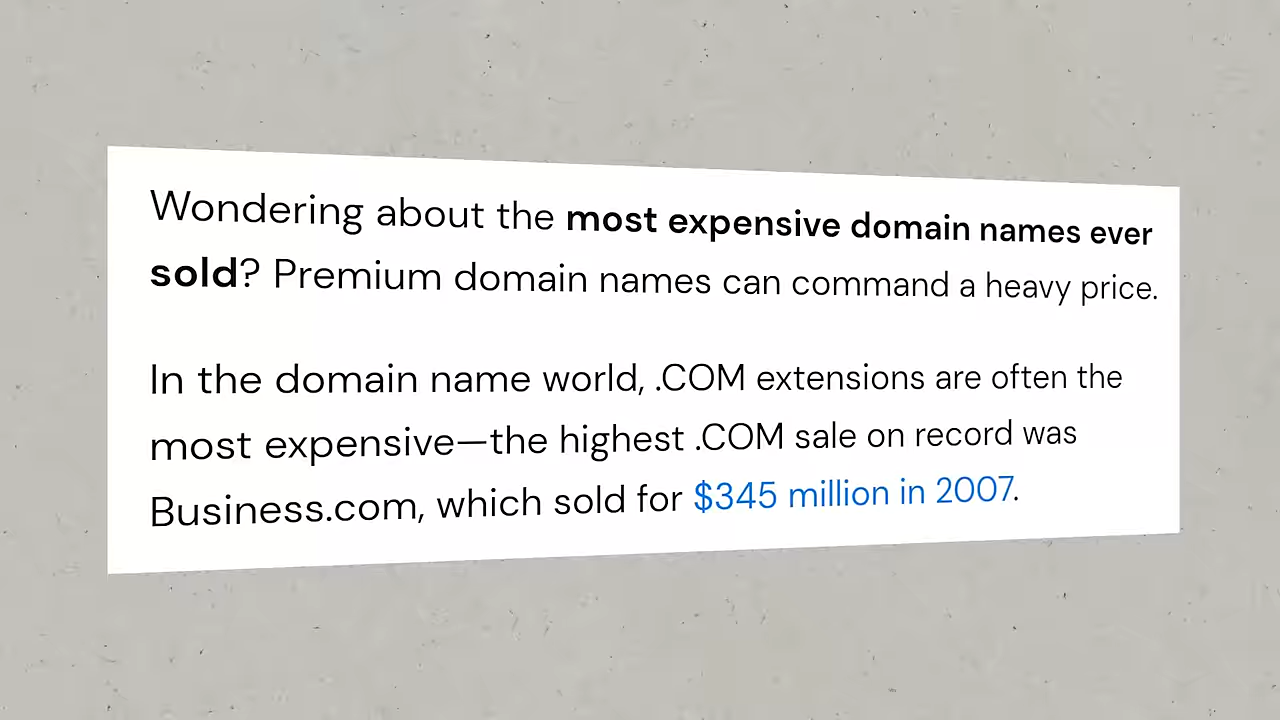 Wondering about the most expensive domain names ever
sold? Premium domain names can command a heavy price.
In the domain name world, .COM extensions are often the
most expensive—the highest .COM sale on record was
Business.com, which sold for $345 million in 2007.